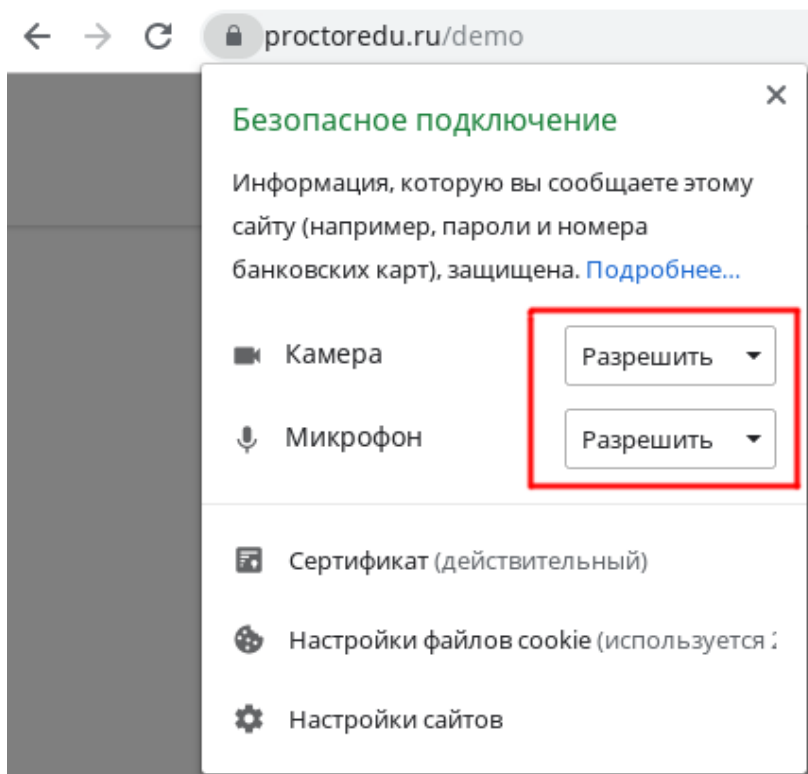 proctoredu.ru/demo
Безопасное подключение
Информация, которую вы сообщаете этому
сайту (например, пароли и номера
банковских карт), защищена. Подробнее...
Камера Разрешить
Микрофон Разрешить
Сертификат (действительный)
Настройки файлов cookie (используется
Настройки сайтов